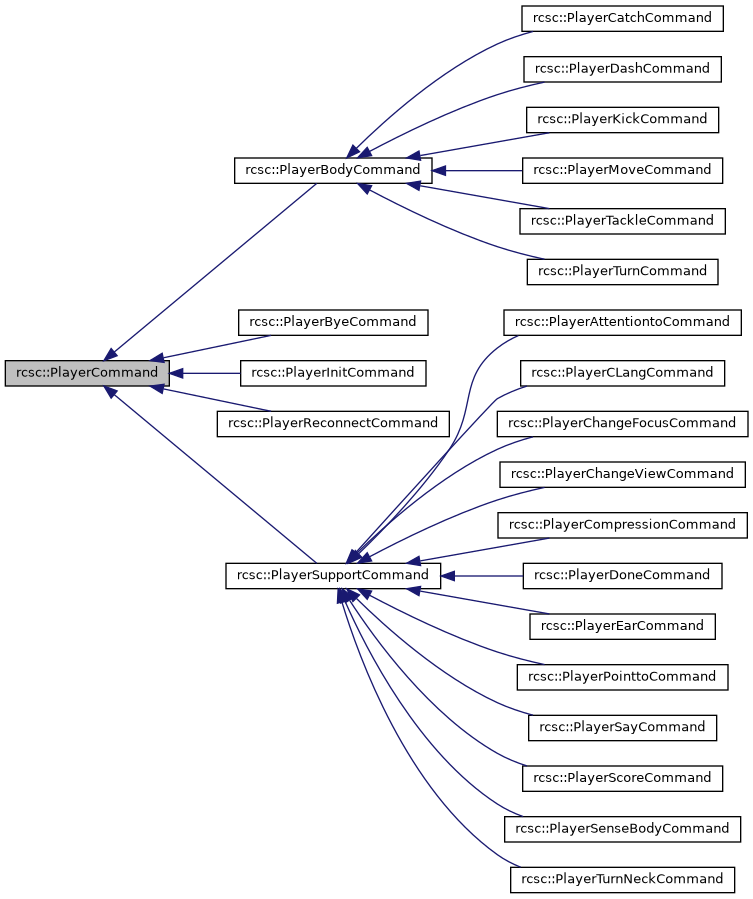 rcsc::PlayerCatchCommand
rcsc::PlayerDashCommand
rcsc::PlayerKickCommand
rcsc::PlayerBodyCommand
rcsc::PlayerMoveCommand
rcsc::PlayerTackleCommand
rcsc::PlayerTurnCommand
rcsc::PlayerByeCommand
rcsc::PlayerAttentiontoCommand
rcsc::PlayerCommand
rcsc::PlayerInitCommand
rcsc::PlayerCLangCommand
rcsc::PlayerReconnectCommand
rcsc::PlayerChangeFocusCommand
rcsc::PlayerChangeViewCommand
rcsc::PlayerCompressionCommand
rcsc::PlayerSupportCommand
rcsc::PlayerDoneCommand
rcsc::PlayerEarCommand
rcsc::PlayerPointtoCommand
rcsc::PlayerSayCommand
rcsc::PlayerScoreCommand
rcsc::PlayerSenseBodyCommand
rcsc::PlayerTurnNeckCommand